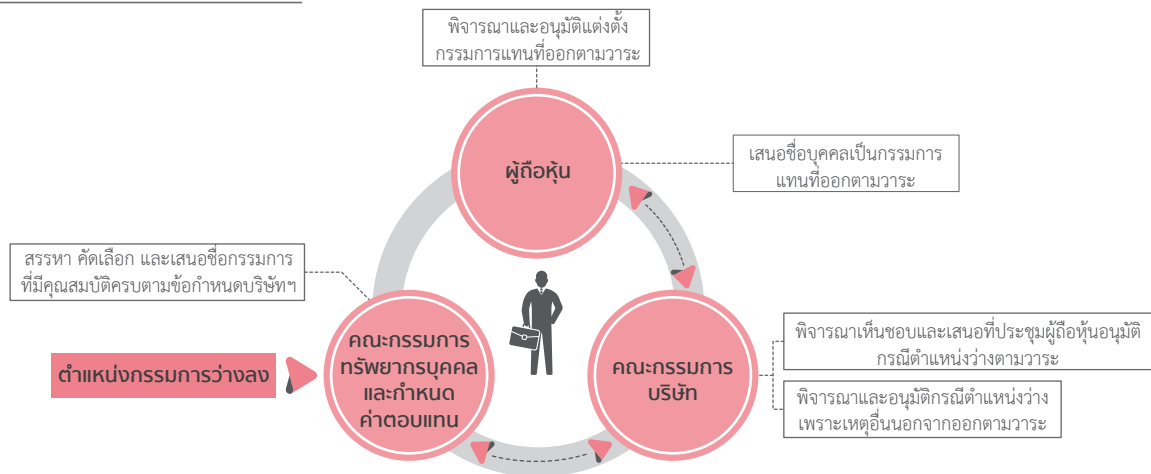 พิจารณาและอนุมัติแต่งตั้ง
กรรมการแทนที่ออกตามวาระ
ผู้ถือหุ้น
เสนอชื่อบุคคลเป็นกรรมการ
แทนที่ออกตามวาระ
สรรหา คัดเลือก และเสนอชื่อกรรมการ
ที่มีคุณสมบัติครบตามข้อกำหนดบริษัทฯ
ตำแหน่งกรรมการว่างลง
คณะกรรมการ
ทรัพยากรบุคคล
และกำหนด
ค่าตอบแทน
คณะกรรมการ
บริษัท
พิจารณาเห็นชอบและเสนอที่ประชุมผู้ถือหุ้นอนุมัติ
กรณีตำแหน่งว่างตามวาระ
พิจารณาและอนุมัติกรณีตำแหน่งว่าง
เพราะเหตุอื่นนอกจากออกตามวาระ